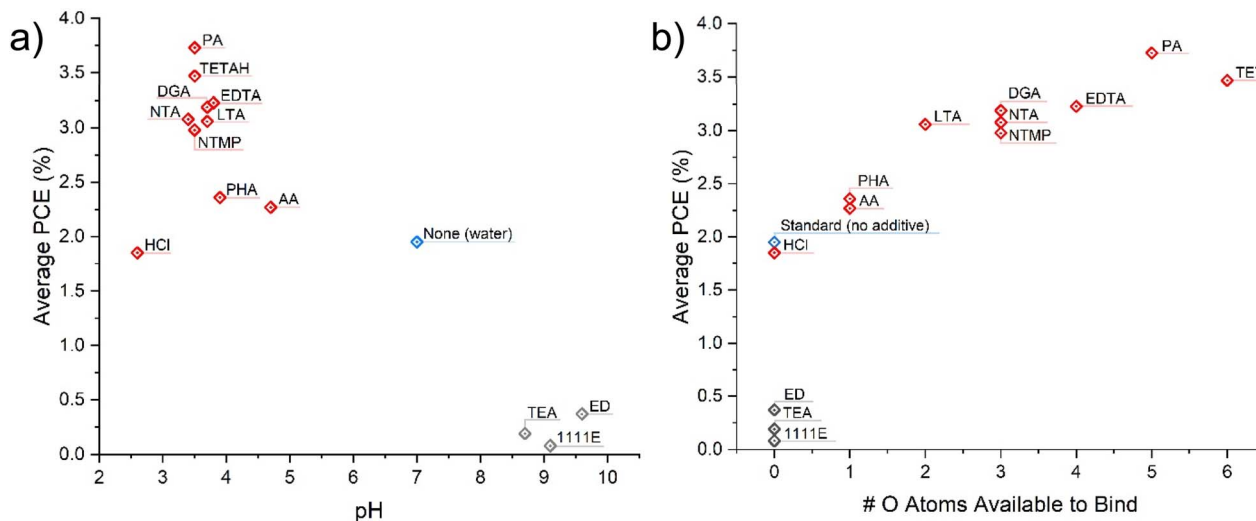 a)
4.0
3.5
3.0
2.5
2.0
1.5
1.0
0.5
0.0
Average PCE (%)
PA
TETAH
DGA
EDTA
NTA
LTA
NTMP
PHA
AA
None (water)
HCl
TEA
ED
1111E
2 3 4 5 6 7 8 9 10
pH
b)
4.0
3.5
3.0
2.5
2.0
1.5
1.0
0.5
0.0
Average PCE (%)
PA
TET
DGA
EDTA
LTA
NTA
NTMP
PHA
AA
Standard (no additive)
HCl
ED
TEA
1111E
0 1 2 3 4 5 6
# O Atoms Available to Bind